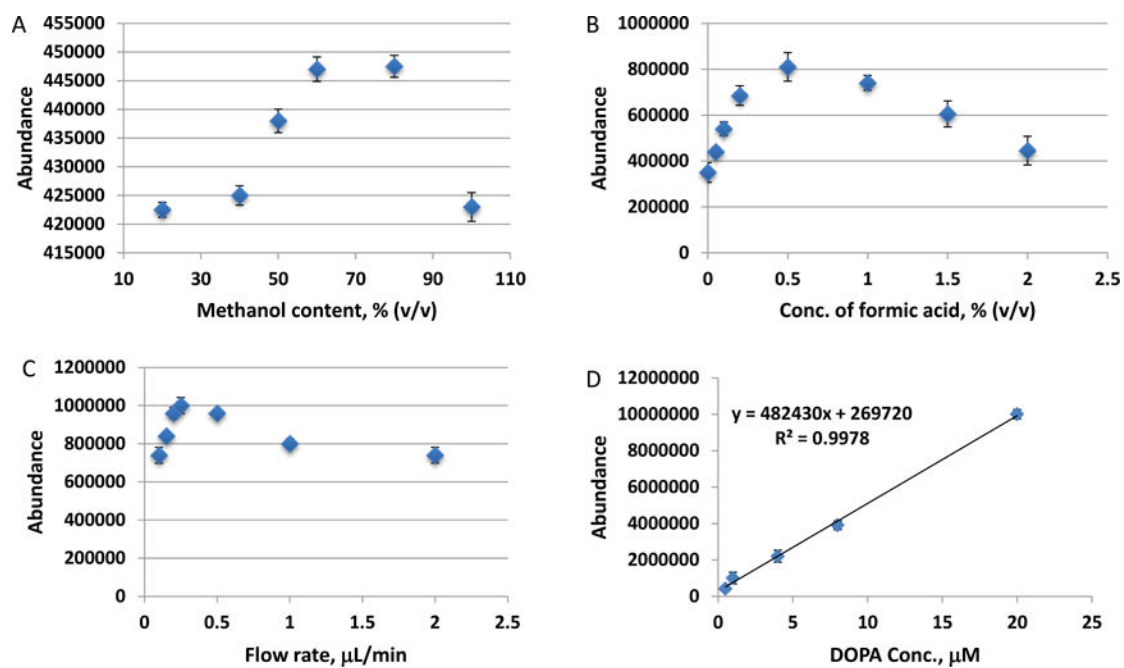 A
455000
450000
445000
440000
435000
430000
425000
420000
415000
Abundance
10 30 50 70 90 110
Methanol content, % (v/v)
B
1000000
800000
600000
400000
200000
0
Abundance
0 0.5 1 1.5 2 2.5
Conc. of formic acid, % (v/v)
C
1200000
1000000
800000
600000
400000
200000
0
Abundance
0 0.5 1 1.5 2 2.5
Flow rate, μL/min
D
12000000
10000000
8000000
6000000
4000000
2000000
0
Abundance
y = 482430x + 269720
R² = 0.9978
0 5 10 15 20 25
DOPA Conc., μM